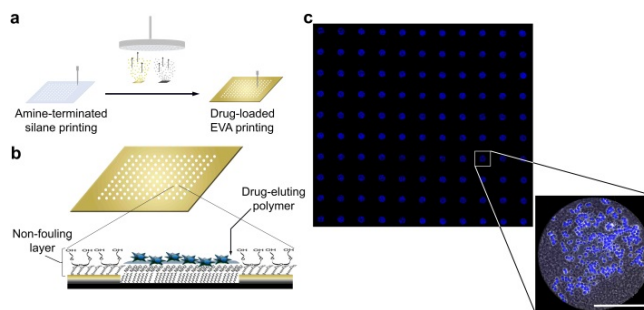 a
Amine-terminated
silane printing
Drug-loaded
EVA printing
b
Drug-eluting
polymer
Non-fouling
layer
c